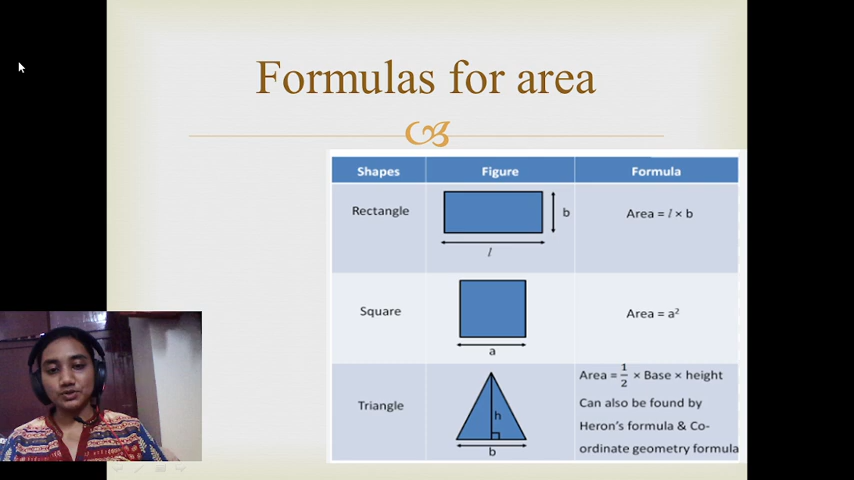 Formulas for area
Shapes Figure Formula
Rectangle b Area = l × b
l
Square Area = a²
a
Triangle h Area = 1/2 × Base × height
Can also be found by
Heron's formula & Co-
ordinate geometry formula
b